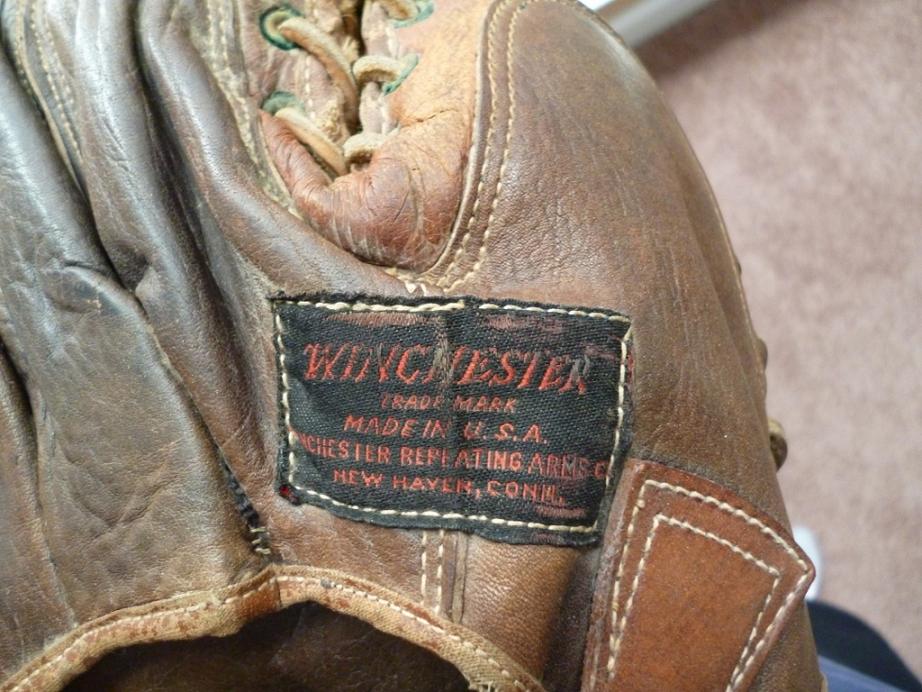 WINCHESTER
TRADE MARK
MADE IN U.S.A.
NCHESTER REPEATING ARMS C
NEW HAVEN, CONN.